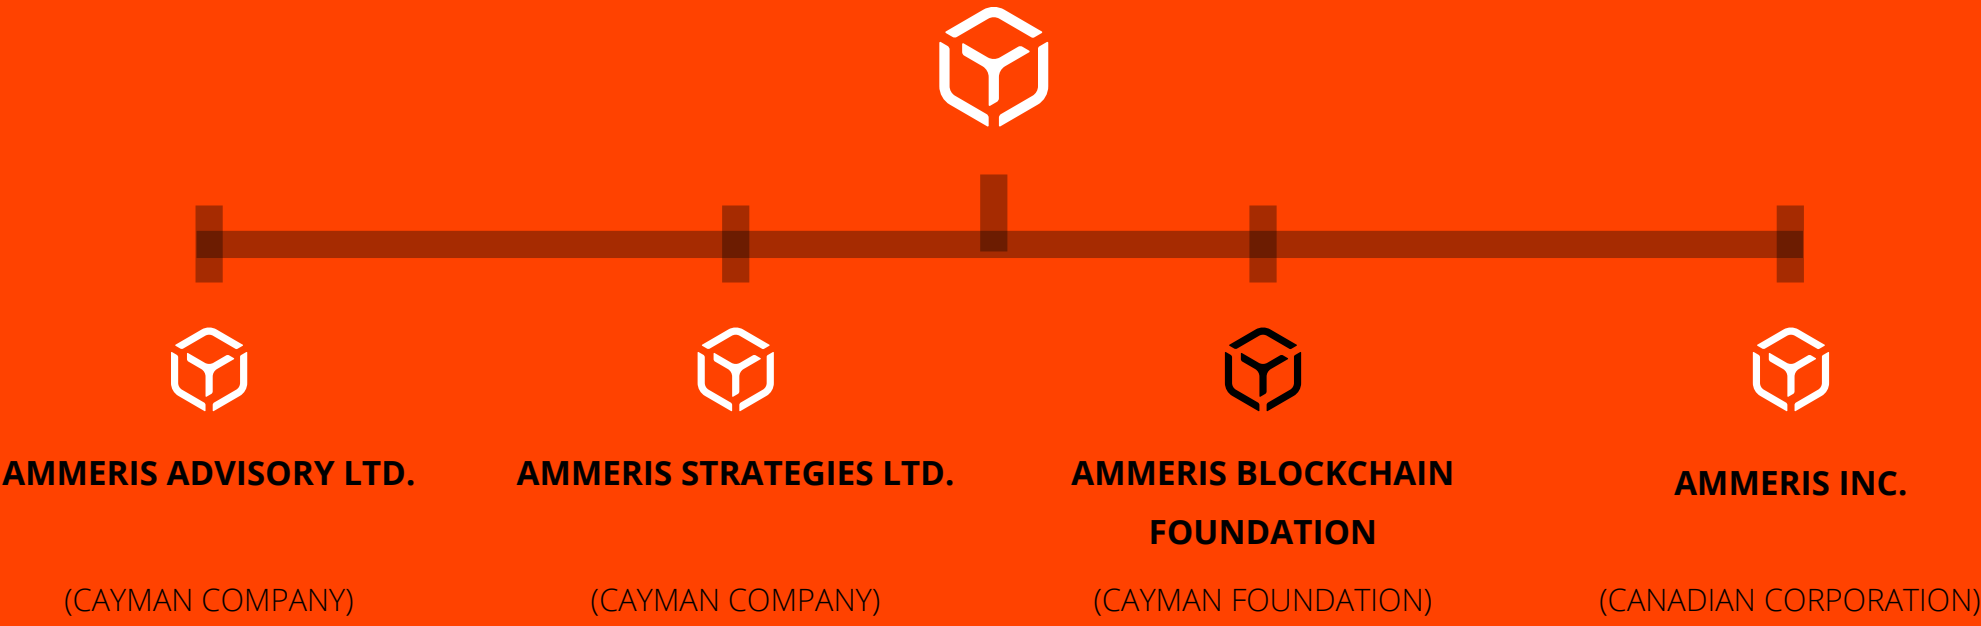 AMMERIS ADVISORY LTD.
(CAYMAN COMPANY)
AMMERIS STRATEGIES LTD.
(CAYMAN COMPANY)
AMMERIS BLOCKCHAIN
FOUNDATION
(CAYMAN FOUNDATION)
AMMERIS INC.
(CANADIAN CORPORATION)